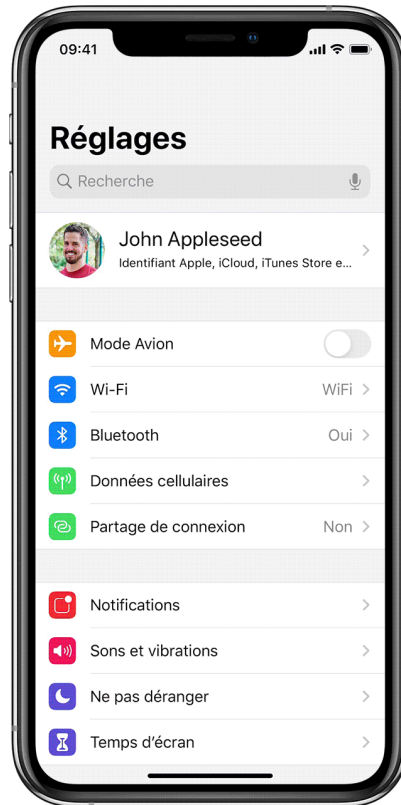 09:41
Réglages
Recherche
John Appleseed
Identifiant Apple, iCloud, iTunes Store e...
Mode Avion
Wi-Fi WiFi
Bluetooth Oui
Données cellulaires
Partage de connexion Non
Notifications
Sons et vibrations
Ne pas déranger
Temps d'écran